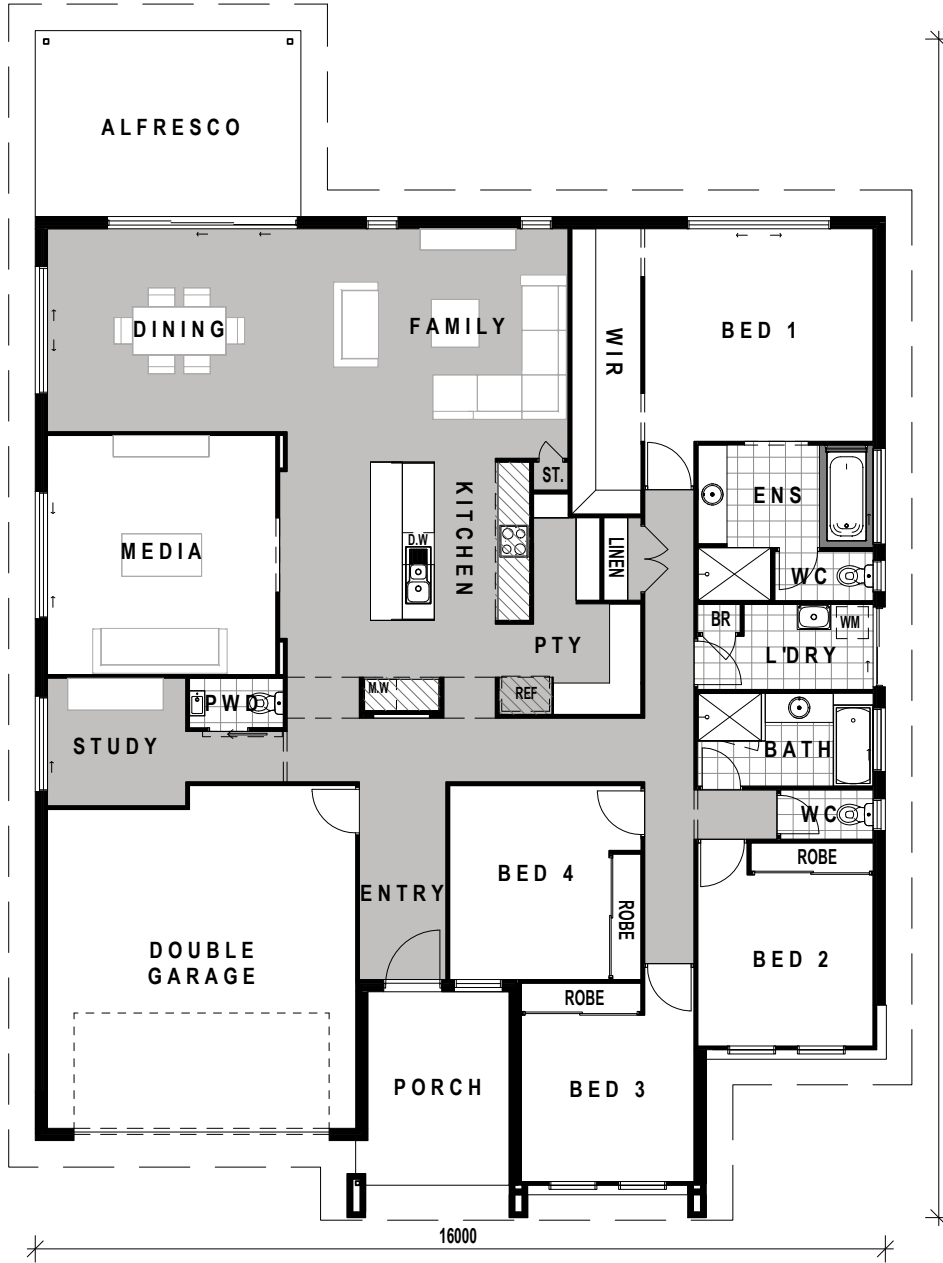 ALFRESCO
DINING
FAMILY
WIR
BED 1
ST.
KITCHEN
D.W
MEDIA
LINEN
ENS
WC
PTY
BR
WM
L'DRY
M.W
REF
PWD
STUDY
BATH
WC
ROBE
BED 4
ENTRY
ROBE
DOUBLE
GARAGE
BED 2
ROBE
PORCH
BED 3
16000